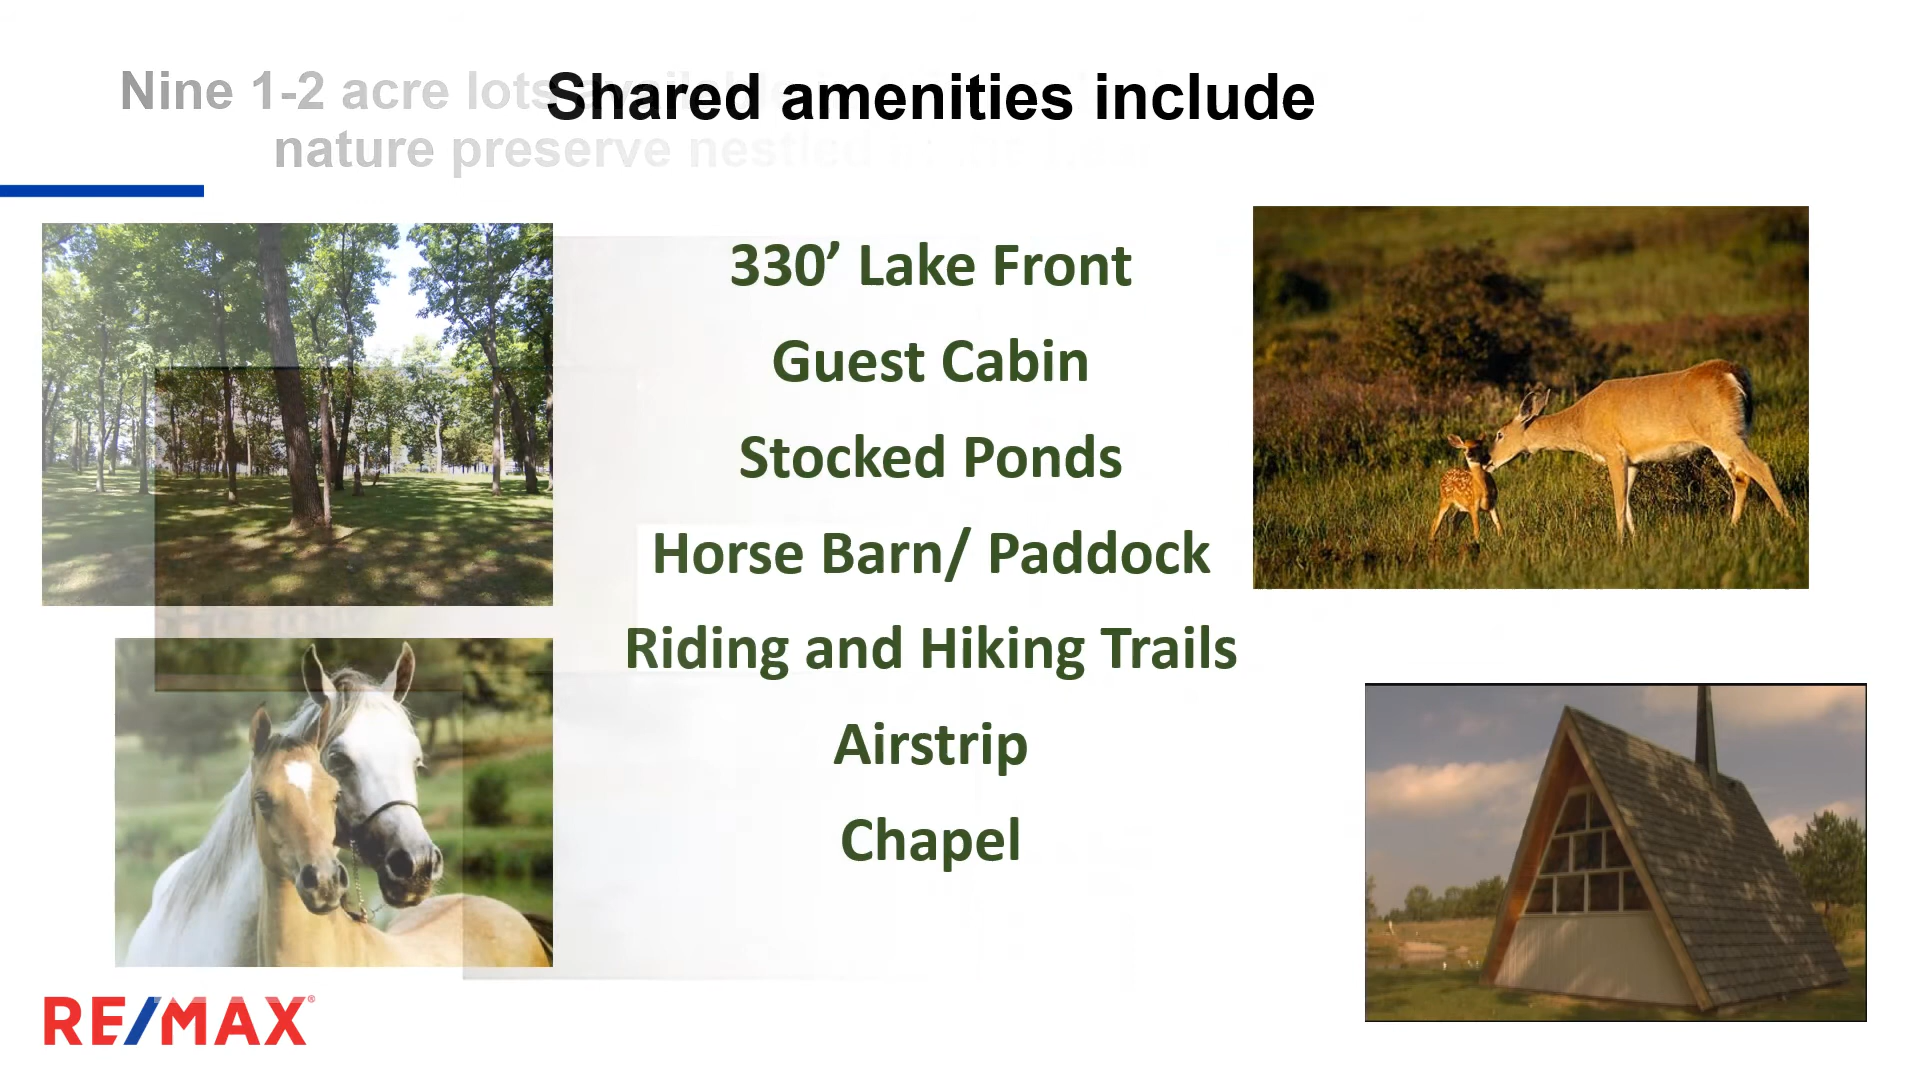 Nine 1-2 acre lots available
nature preserve nestled
Shared amenities include
330’ Lake Front
Guest Cabin
Stocked Ponds
Horse Barn/ Paddock
Riding and Hiking Trails
Airstrip
Chapel
RE/MAX®